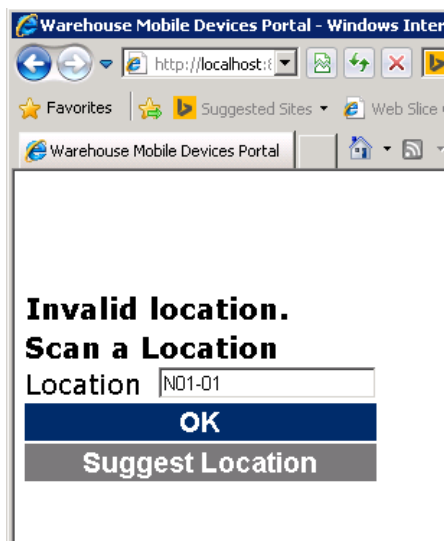 Warehouse Mobile Devices Portal - Windows Inter
http://localhost:8
Favorites Suggested Sites Web Slice
Warehouse Mobile Devices Portal
Invalid location.
Scan a Location
Location N01-01
OK
Suggest Location